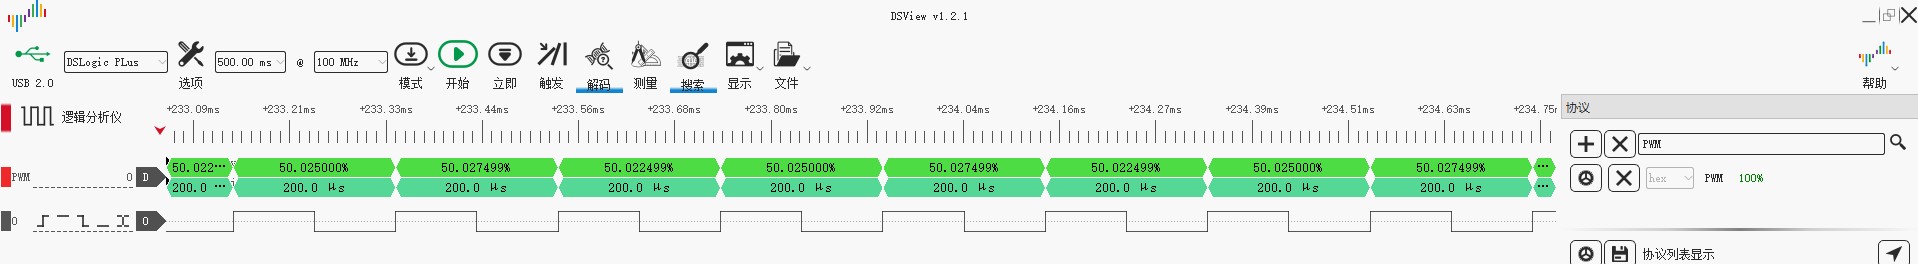 DSView v1.2.1
USB 2.0
DSLogic PLus
选项
500.00 ms
@
100 MHz
模式
开始
立即
触发
解码
测量
搜索
显示
文件
帮助
逻辑分析仪
+233.09ms +233.21ms +233.33ms +233.44ms +233.56ms +233.68ms +233.80ms +233.92ms +234.04ms +234.16ms +234.27ms +234.39ms +234.51ms +234.63ms +234.75m
协议
PWM
PWM 0 D
50.022··· 50.025000% 50.027499% 50.022499% 50.025000% 50.027499% 50.022499% 50.025000% 50.027499% ···
200.0 ··· 200.0 μs 200.0 μs 200.0 μs 200.0 μs 200.0 μs 200.0 μs 200.0 μs 200.0 μs ···
hex PWM 100%
0 0
协议列表显示